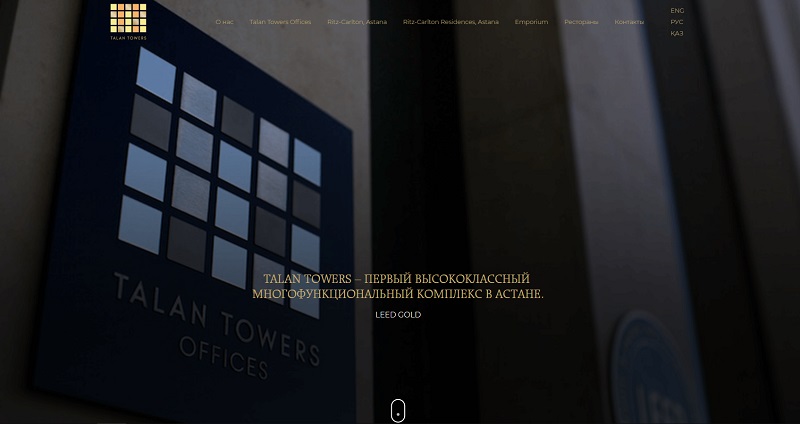 TALAN TOWERS
О нас
Talan Towers Offices
Ritz-Carlton, Astana
Ritz-Carlton Residences, Astana
Emporium
Рестораны
Контакты
ENG
РУС
ҚАЗ
TALAN TOWERS – ПЕРВЫЙ ВЫСОКОКЛАССНЫЙ
МНОГОФУНКЦИОНАЛЬНЫЙ КОМПЛЕКС В АСТАНЕ.
LEED GOLD
TALAN TOWERS
OFFICES